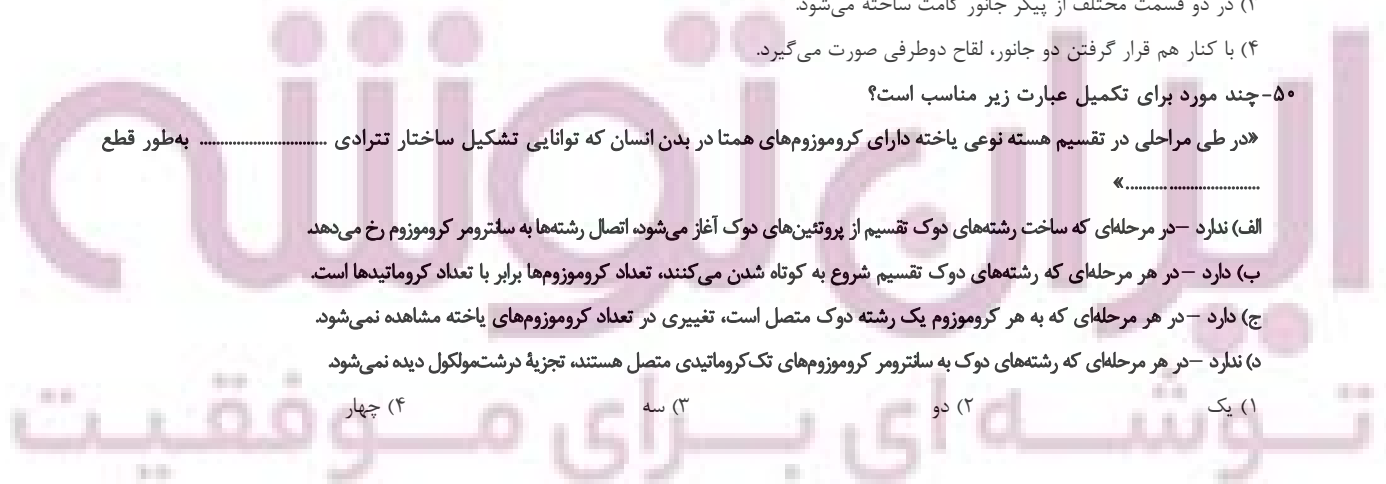 ۳) در دو قسمت مختلف از پیکر جانور گامت ساخته می‌شود.
۴) با کنار هم قرار گرفتن دو جانور، لقاح دوطرفی صورت می‌گیرد.
۵۰-چند مورد برای تکمیل عبارت زیر مناسب است؟
«در طی مراحلی در تقسیم هسته نوعی یاخته دارای کروموزوم‌های همتا در بدن انسان که توانایی تشکیل ساختار تترادی .............................. به‌طور قطع
..............................»
الف) ندارد –در مرحله‌ای که ساخت رشته‌های دوک تقسیم از پروتئین‌های دوک آغاز می‌شود، اتصال رشته‌ها به سانترومر کروموزوم رخ می‌دهد.
ب) دارد –در هر مرحله‌ای که رشته‌های دوک تقسیم شروع به کوتاه شدن می‌کنند، تعداد کروموزوم‌ها برابر با تعداد کروماتیدها است.
ج) دارد –در هر مرحله‌ای که به هر کروموزوم یک رشته دوک متصل است، تغییری در تعداد کروموزوم‌های یاخته مشاهده نمی‌شود.
د) ندارد –در هر مرحله‌ای که رشته‌های دوک به سانترومر کروموزوم‌های تک‌کروماتیدی متصل هستند، تجزیهٔ درشت‌مولکول دیده نمی‌شود.
۱) یک ۲) دو ۳) سه ۴) چهار
ایران توشه
توشه‌ای برای موفقیت